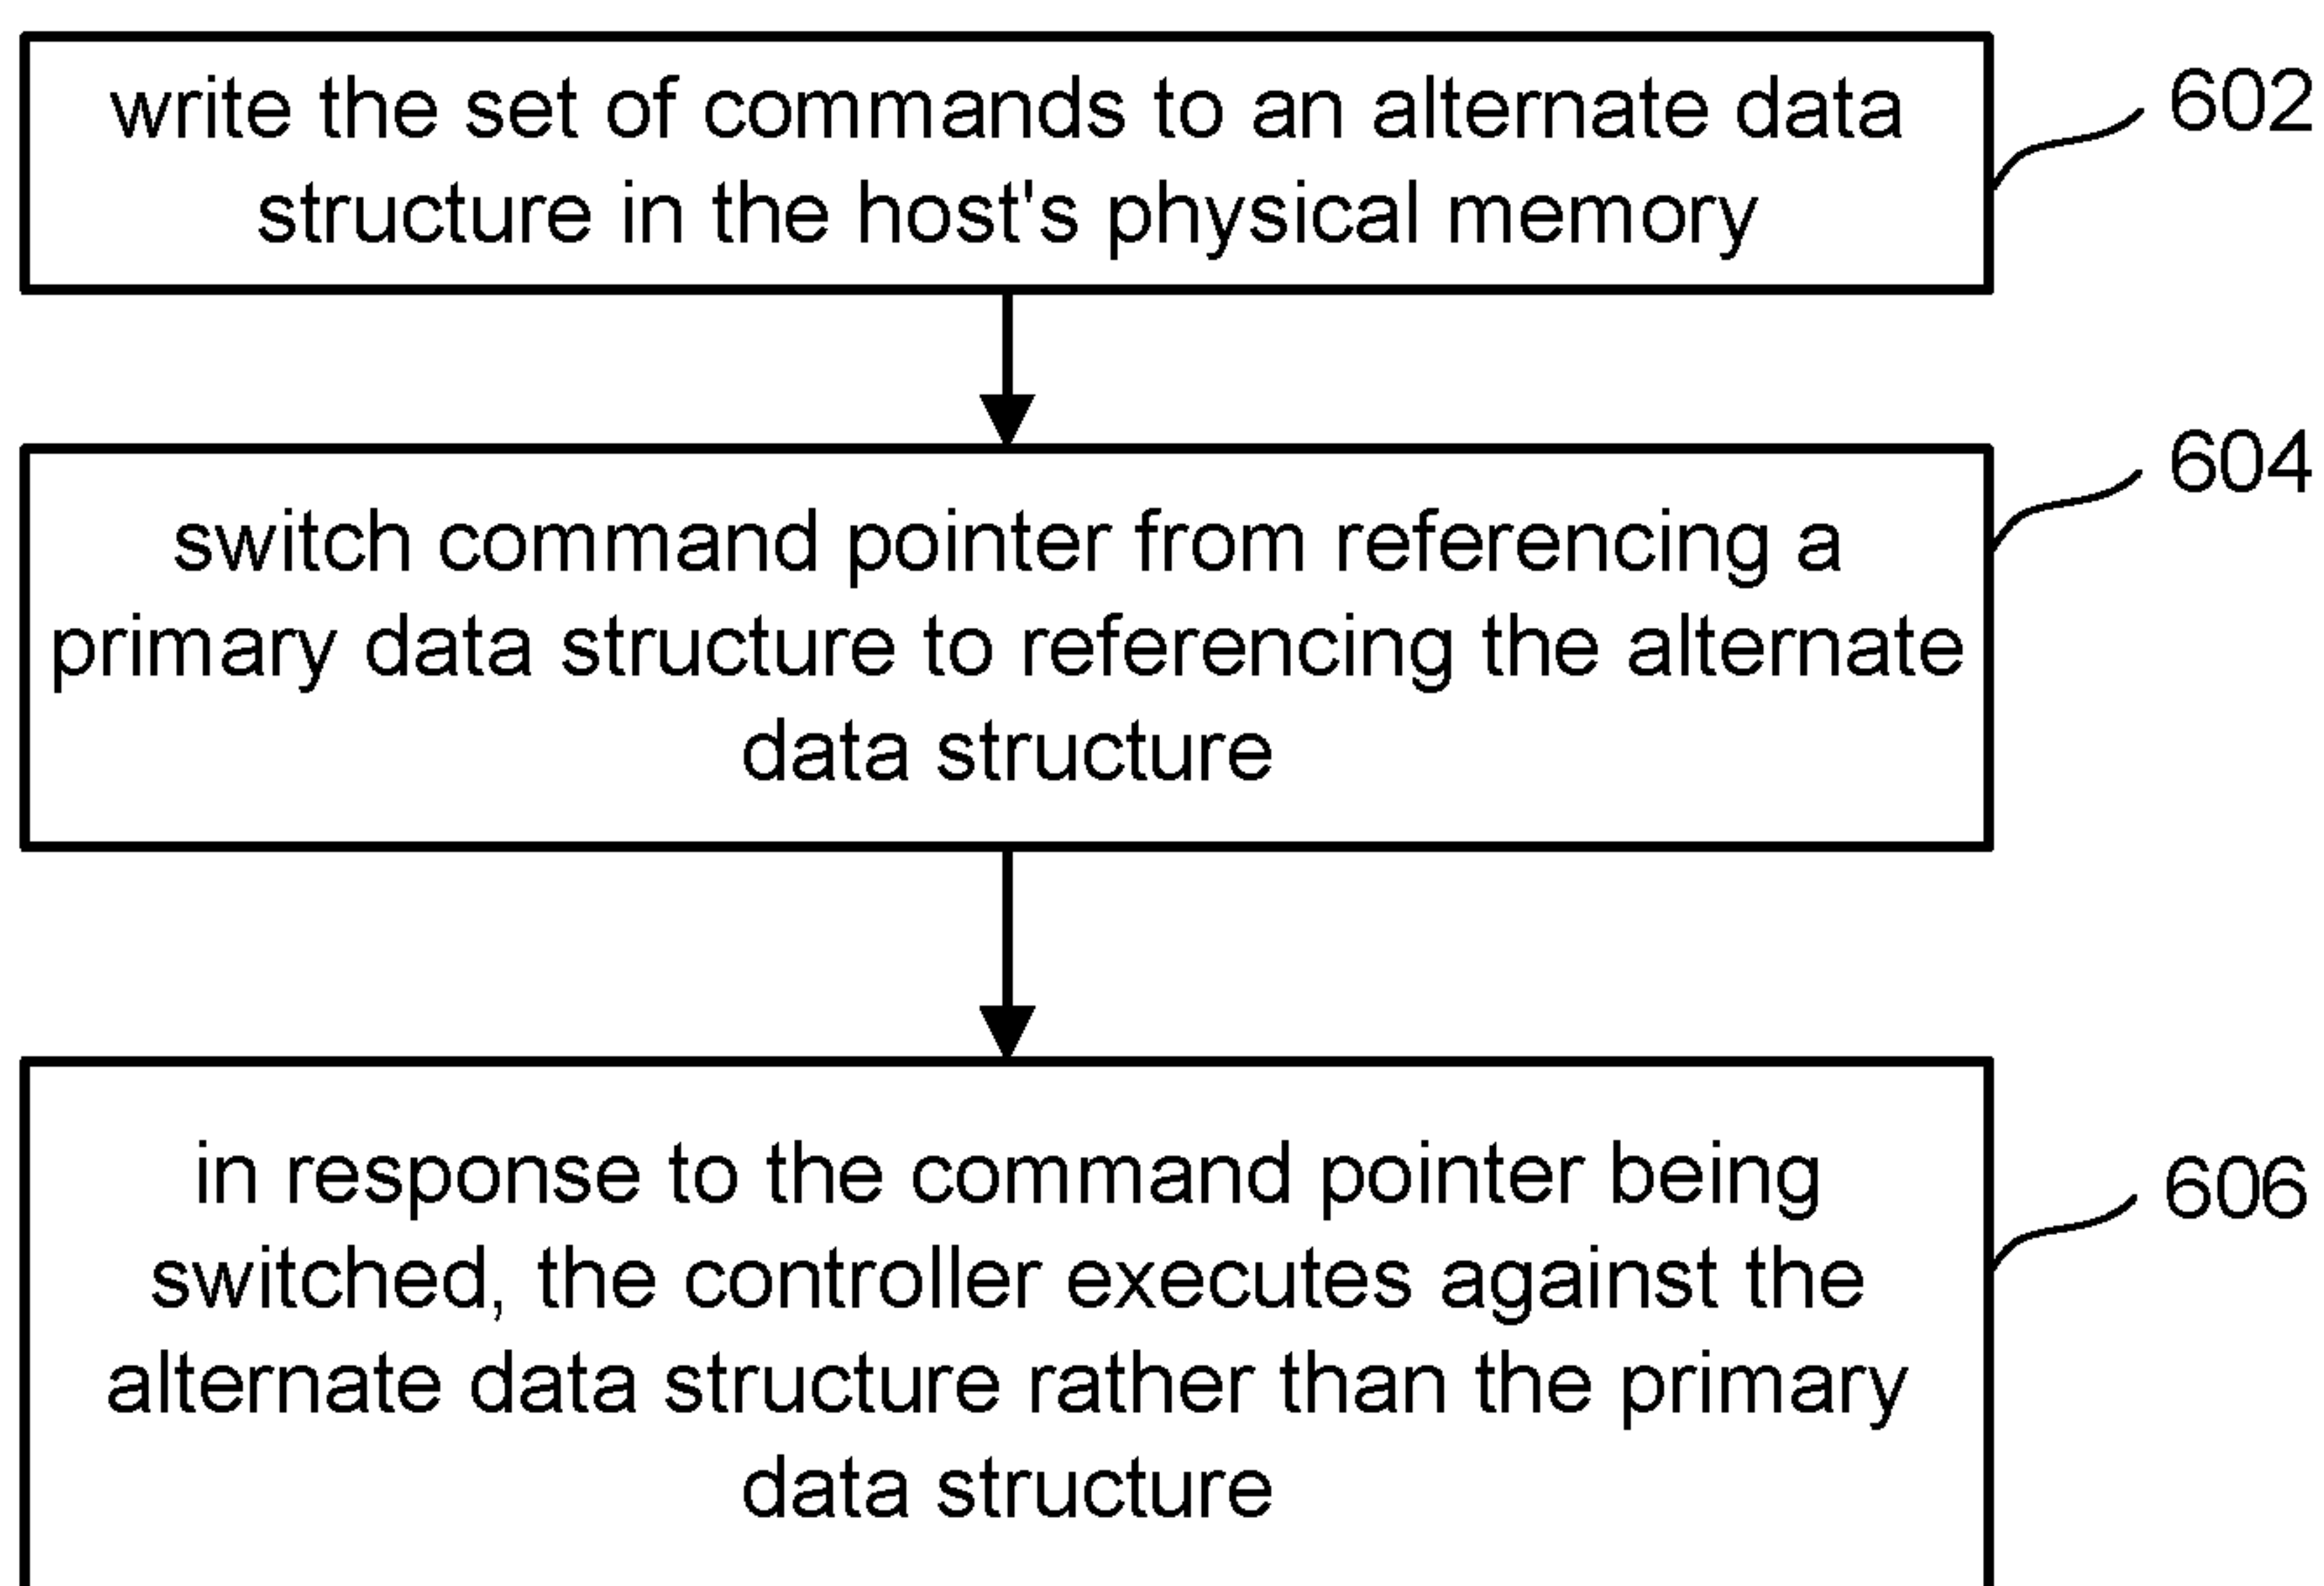 write the set of commands to an alternate data
structure in the host's physical memory
602
switch command pointer from referencing a
primary data structure to referencing the alternate
data structure
604
in response to the command pointer being
switched, the controller executes against the
alternate data structure rather than the primary
data structure
606